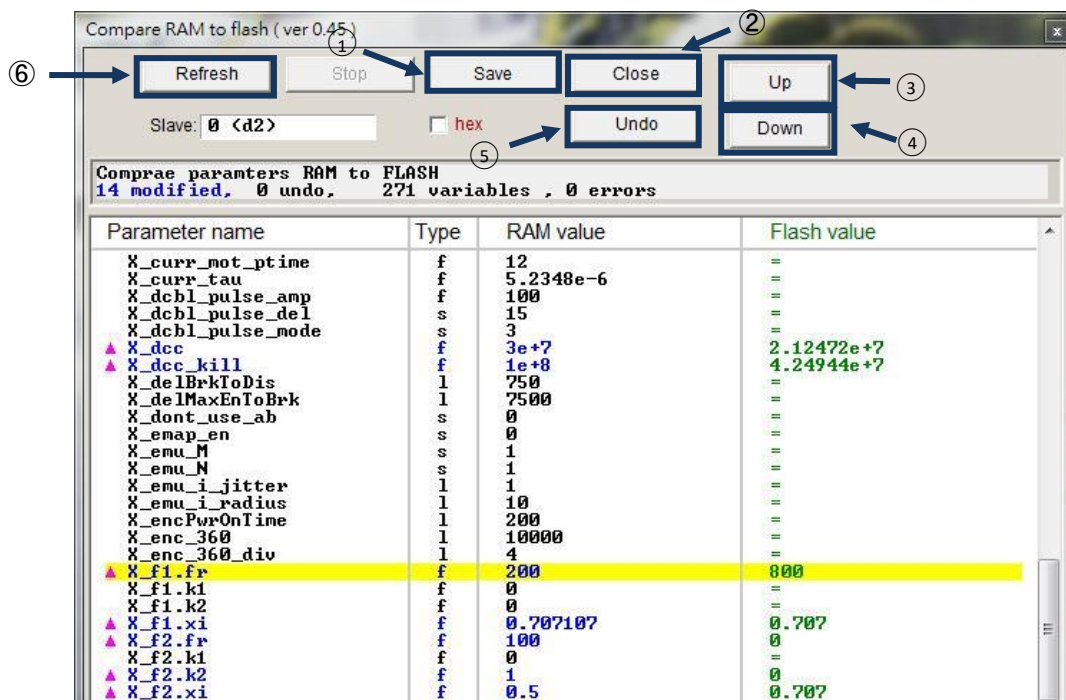 Compare RAM to flash ( ver 0.45 )
① ②
⑥ Refresh Stop Save Close Up ③
Slave: 0 (d2) hex Undo Down ④
⑤
Comprae paramters RAM to FLASH
14 modified, 0 undo, 271 variables , 0 errors
Parameter name Type RAM value Flash value
X_curr_mot_ptime f 12 =
X_curr_tau f 5.2348e-6 =
X_dcbl_pulse_amp f 100 =
X_dcbl_pulse_del s 15 =
X_dcbl_pulse_mode s 3 =
X_dcc f 3e+7 2.12472e+7
X_dcc_kill f 1e+8 4.24944e+7
X_delBrkToDis l 750 =
X_delMaxEnToBrk l 7500 =
X_dont_use_ab s 0 =
X_emap_en s 0 =
X_emu_M s 1 =
X_emu_N s 1 =
X_emu_i_jitter l 1 =
X_emu_i_radius l 10 =
X_encPwrOnTime l 200 =
X_enc_360 l 10000 =
X_enc_360_div l 4 =
X_f1.fr f 200 800
X_f1.k1 f 0 =
X_f1.k2 f 0 =
X_f1.xi f 0.707107 0.707
X_f2.fr f 100 0
X_f2.k1 f 0 =
X_f2.k2 f 1 0
X_f2.xi f 0.5 0.707